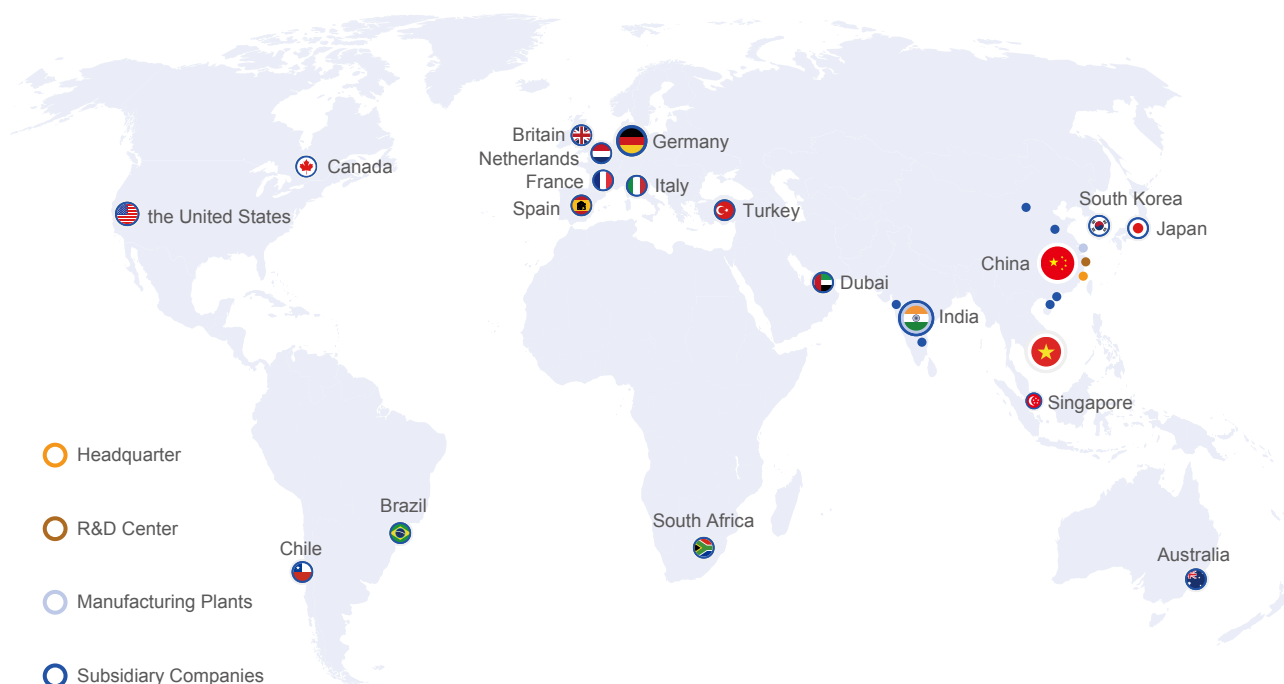 Britain
Germany
Netherlands
Canada
France
Italy
Spain
Turkey
the United States
South Korea
Japan
China
Dubai
India
Singapore
Headquarter
R&D Center
Manufacturing Plants
Subsidiary Companies
Brazil
Chile
South Africa
Australia